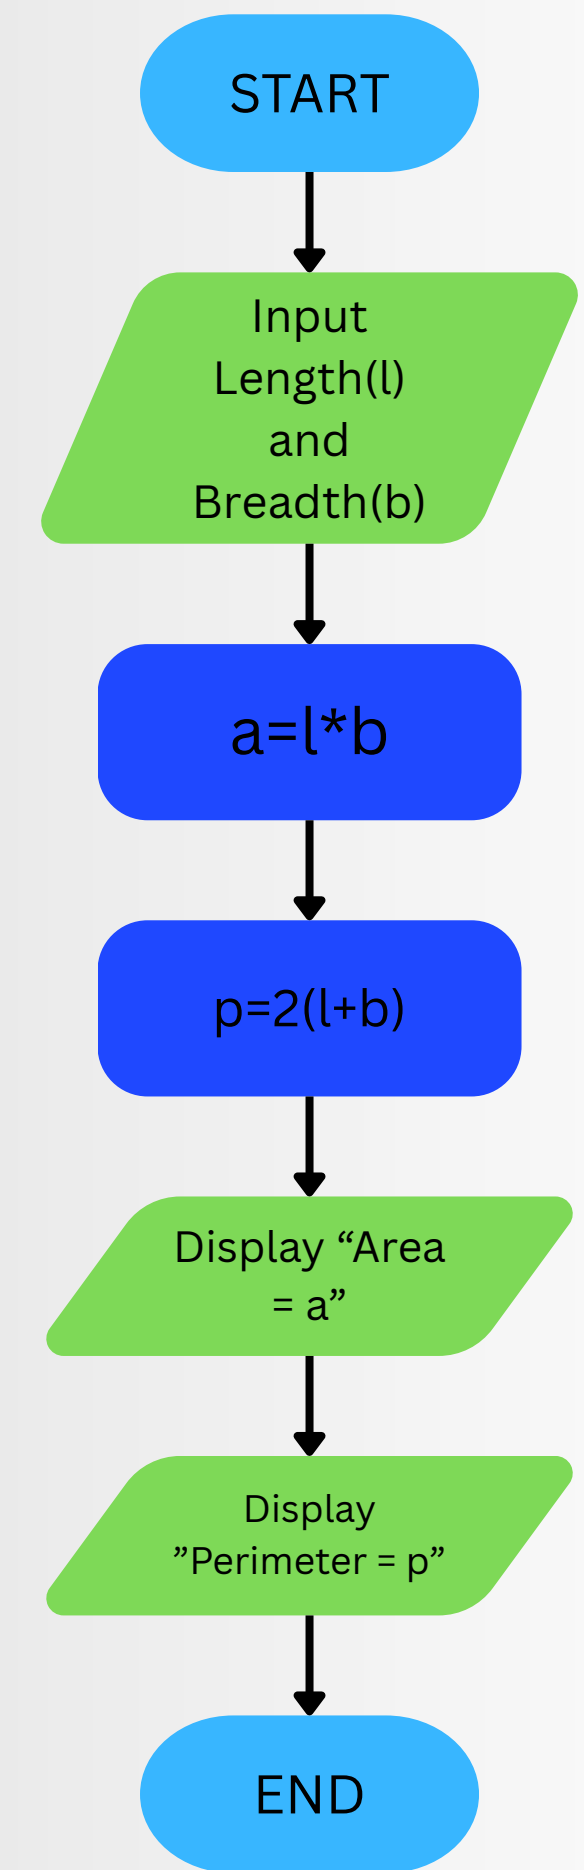 START
Input
Length(l)
and
Breadth(b)
a=l*b
p=2(l+b)
Display “Area
= a”
Display
”Perimeter = p”
END